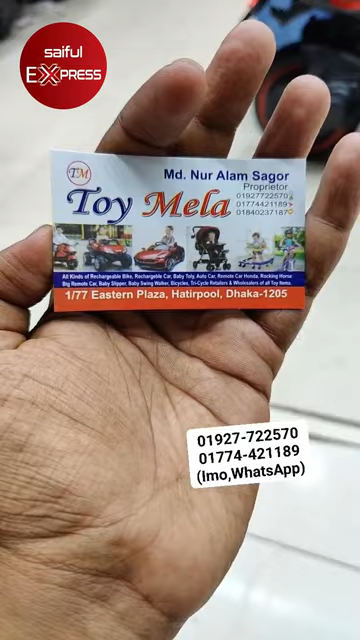 saiful
EXPRESS
TM
Md. Nur Alam Sagor
Proprietor
Toy Mela
01927722570
01774421189
01840237187
All Kinds of Rechargeable Bike, Rechargeble Car, Baby Toly, Auto Car, Remote Car Honda, Rocking Horse
Big Remote Car, Baby Slipper, Baby Swing Walker, Bicycles, Tri-Cycle Retailers & Wholesalers of all Toy Items.
1/77 Eastern Plaza, Hatirpool, Dhaka-1205
01927-722570
01774-421189
(Imo,WhatsApp)